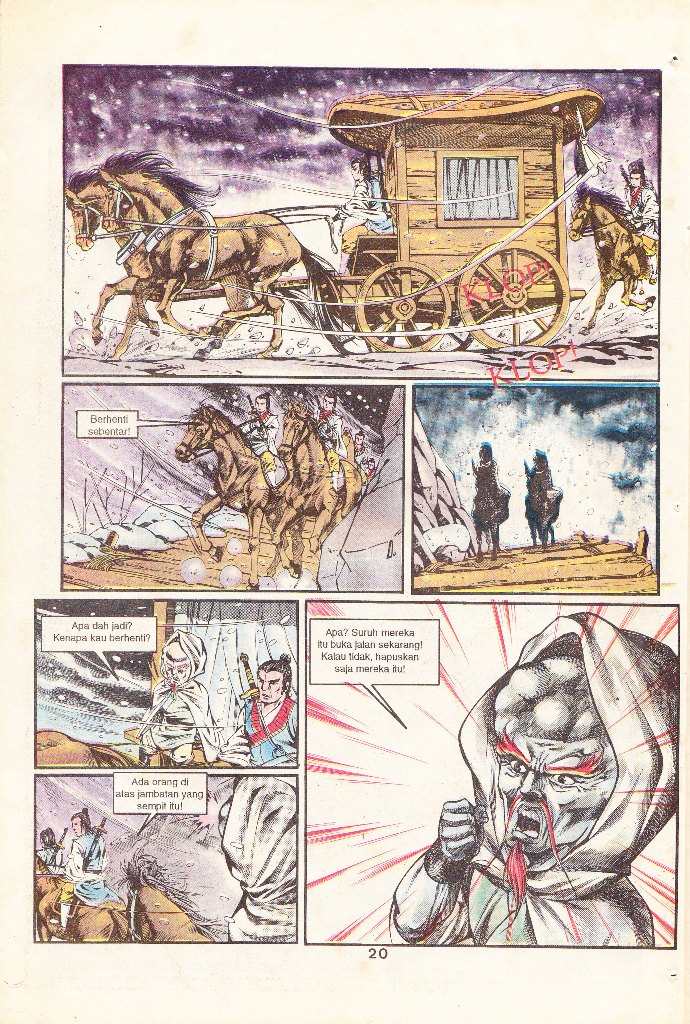 KLOP!
KLOP!
Berhenti
sebentar!
Apa dah jadi?
Kenapa kau berhenti?
Ada orang di
atas jambatan yang
sempit itu!
Apa? Suruh mereka
itu buka jalan sekarang!
Kalau tidak, hapuskan
saja mereka itu!
20